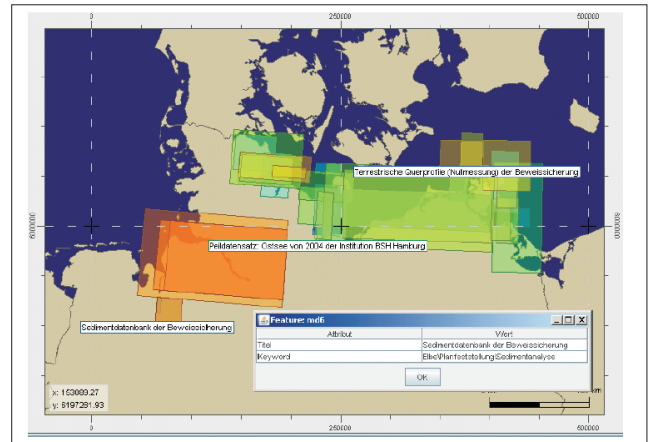 0 250000 500000
Terrestrische Querprofile (Nullmessung) der Beweissicherung
6000000 6000000
Peildatensatz: Ostsee von 2004 der Institution BSH Hamburg
Sedimentdatenbank der Beweissicherung
Feature: md6
Attribut Wert
Titel Sedimentdatenbank der Beweissicherung
Keyword Elbe\Planfeststellung\Sedimentanalyse
OK
x: 153089.27
y: 6197281.93
0 250000 500000